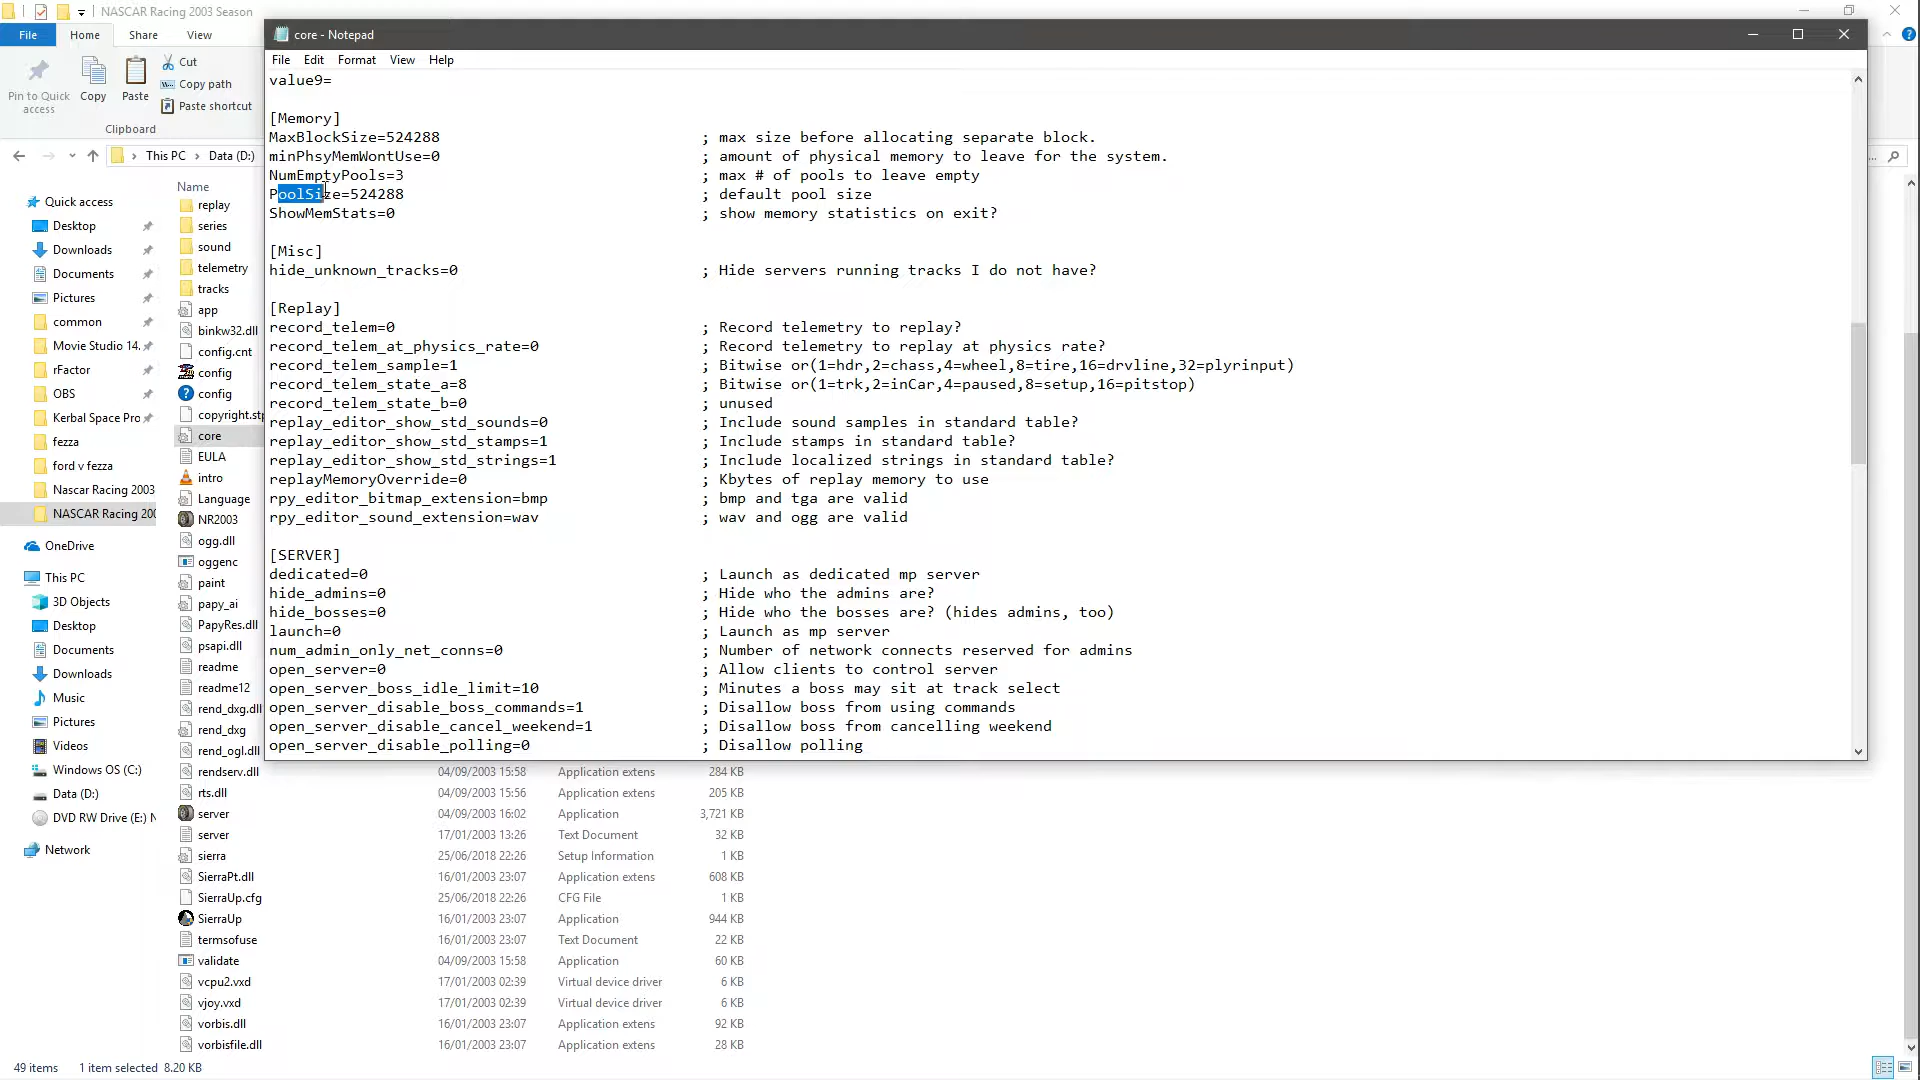 NASCAR Racing 2003 Season
File
Home
Share
View
Pin to Quick access
Copy
Paste
Cut
Copy path
Paste shortcut
Clipboard
This PC
Data (D:)
Quick access
Desktop
Downloads
Documents
Pictures
common
Movie Studio 14.
rFactor
OBS
Kerbal Space Pro
fezza
ford v fezza
Nascar Racing 2003
NASCAR Racing 200
OneDrive
This PC
3D Objects
Desktop
Documents
Downloads
Music
Pictures
Videos
Windows OS (C:)
Data (D:)
DVD RW Drive (E:) N
Network
Name
replay
series
sound
telemetry
tracks
app
binkw32.dll
config.cnt
config
config
copyright.stp
core
EULA
intro
Language
NR2003
ogg.dll
oggenc
paint
papy_ai
PapyRes.dll
psapi.dll
readme
readme12
rend_dxg.dll
rend_dxg
rend_ogl.dll
rendserv.dll 04/09/2003 15:58 Application extens 284 KB
rts.dll 04/09/2003 15:56 Application extens 205 KB
server 04/09/2003 16:02 Application 3,721 KB
server 17/01/2003 13:26 Text Document 32 KB
sierra 25/06/2018 22:26 Setup Information 1 KB
SierraPt.dll 16/01/2003 23:07 Application extens 608 KB
SierraUp.cfg 25/06/2018 22:26 CFG File 1 KB
SierraUp 16/01/2003 23:07 Application 944 KB
termsofuse 16/01/2003 23:07 Text Document 22 KB
validate 04/09/2003 15:58 Application 60 KB
vcpu2.vxd 17/01/2003 02:39 Virtual device driver 6 KB
vjoy.vxd 17/01/2003 02:39 Virtual device driver 6 KB
vorbis.dll 16/01/2003 23:07 Application extens 92 KB
vorbisfile.dll 16/01/2003 23:07 Application extens 28 KB
49 items 1 item selected 8.20 KB
core - Notepad
File Edit Format View Help
value9=
[Memory]
MaxBlockSize=524288 ; max size before allocating separate block.
minPhsyMemWontUse=0 ; amount of physical memory to leave for the system.
NumEmptyPools=3 ; max # of pools to leave empty
PoolSize=524288 ; default pool size
ShowMemStats=0 ; show memory statistics on exit?
[Misc]
hide_unknown_tracks=0 ; Hide servers running tracks I do not have?
[Replay]
record_telem=0 ; Record telemetry to replay?
record_telem_at_physics_rate=0 ; Record telemetry to replay at physics rate?
record_telem_sample=1 ; Bitwise or(1=hdr,2=chass,4=wheel,8=tire,16=drvline,32=plyrinput)
record_telem_state_a=8 ; Bitwise or(1=trk,2=inCar,4=paused,8=setup,16=pitstop)
record_telem_state_b=0 ; unused
replay_editor_show_std_sounds=0 ; Include sound samples in standard table?
replay_editor_show_std_stamps=1 ; Include stamps in standard table?
replay_editor_show_std_strings=1 ; Include localized strings in standard table?
replayMemoryOverride=0 ; Kbytes of replay memory to use
rpy_editor_bitmap_extension=bmp ; bmp and tga are valid
rpy_editor_sound_extension=wav ; wav and ogg are valid
[SERVER]
dedicated=0 ; Launch as dedicated mp server
hide_admins=0 ; Hide who the admins are?
hide_bosses=0 ; Hide who the bosses are? (hides admins, too)
launch=0 ; Launch as mp server
num_admin_only_net_conns=0 ; Number of network connects reserved for admins
open_server=0 ; Allow clients to control server
open_server_boss_idle_limit=10 ; Minutes a boss may sit at track select
open_server_disable_boss_commands=1 ; Disallow boss from using commands
open_server_disable_cancel_weekend=1 ; Disallow boss from cancelling weekend
open_server_disable_polling=0 ; Disallow polling